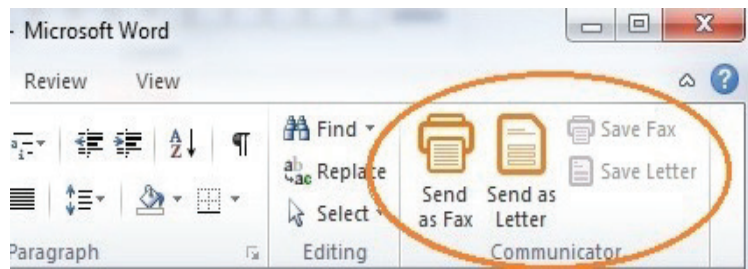 - Microsoft Word
Review View
Find
Replace
Select
Send as Fax
Send as Letter
Save Fax
Save Letter
Paragraph
Editing
Communicator